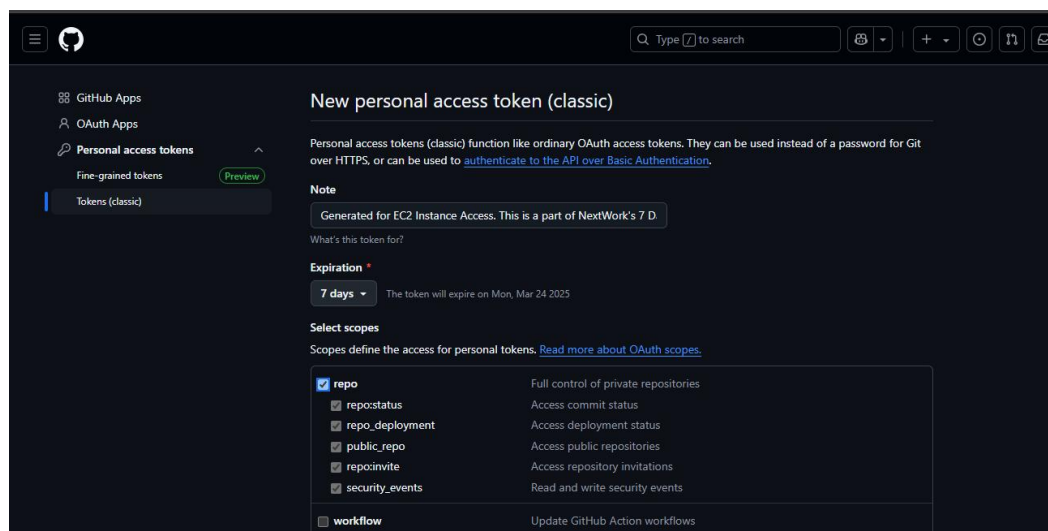 Type / to search
GitHub Apps
OAuth Apps
Personal access tokens
Fine-grained tokens
Preview
Tokens (classic)
New personal access token (classic)
Personal access tokens (classic) function like ordinary OAuth access tokens. They can be used instead of a password for Git
over HTTPS, or can be used to authenticate to the API over Basic Authentication.
Note
Generated for EC2 Instance Access. This is a part of NextWork's 7 D
What's this token for?
Expiration *
7 days
The token will expire on Mon, Mar 24 2025
Select scopes
Scopes define the access for personal tokens. Read more about OAuth scopes.
repo Full control of private repositories
repo:status Access commit status
repo_deployment Access deployment status
public_repo Access public repositories
repo:invite Access repository invitations
security_events Read and write security events
workflow Update GitHub Action workflows